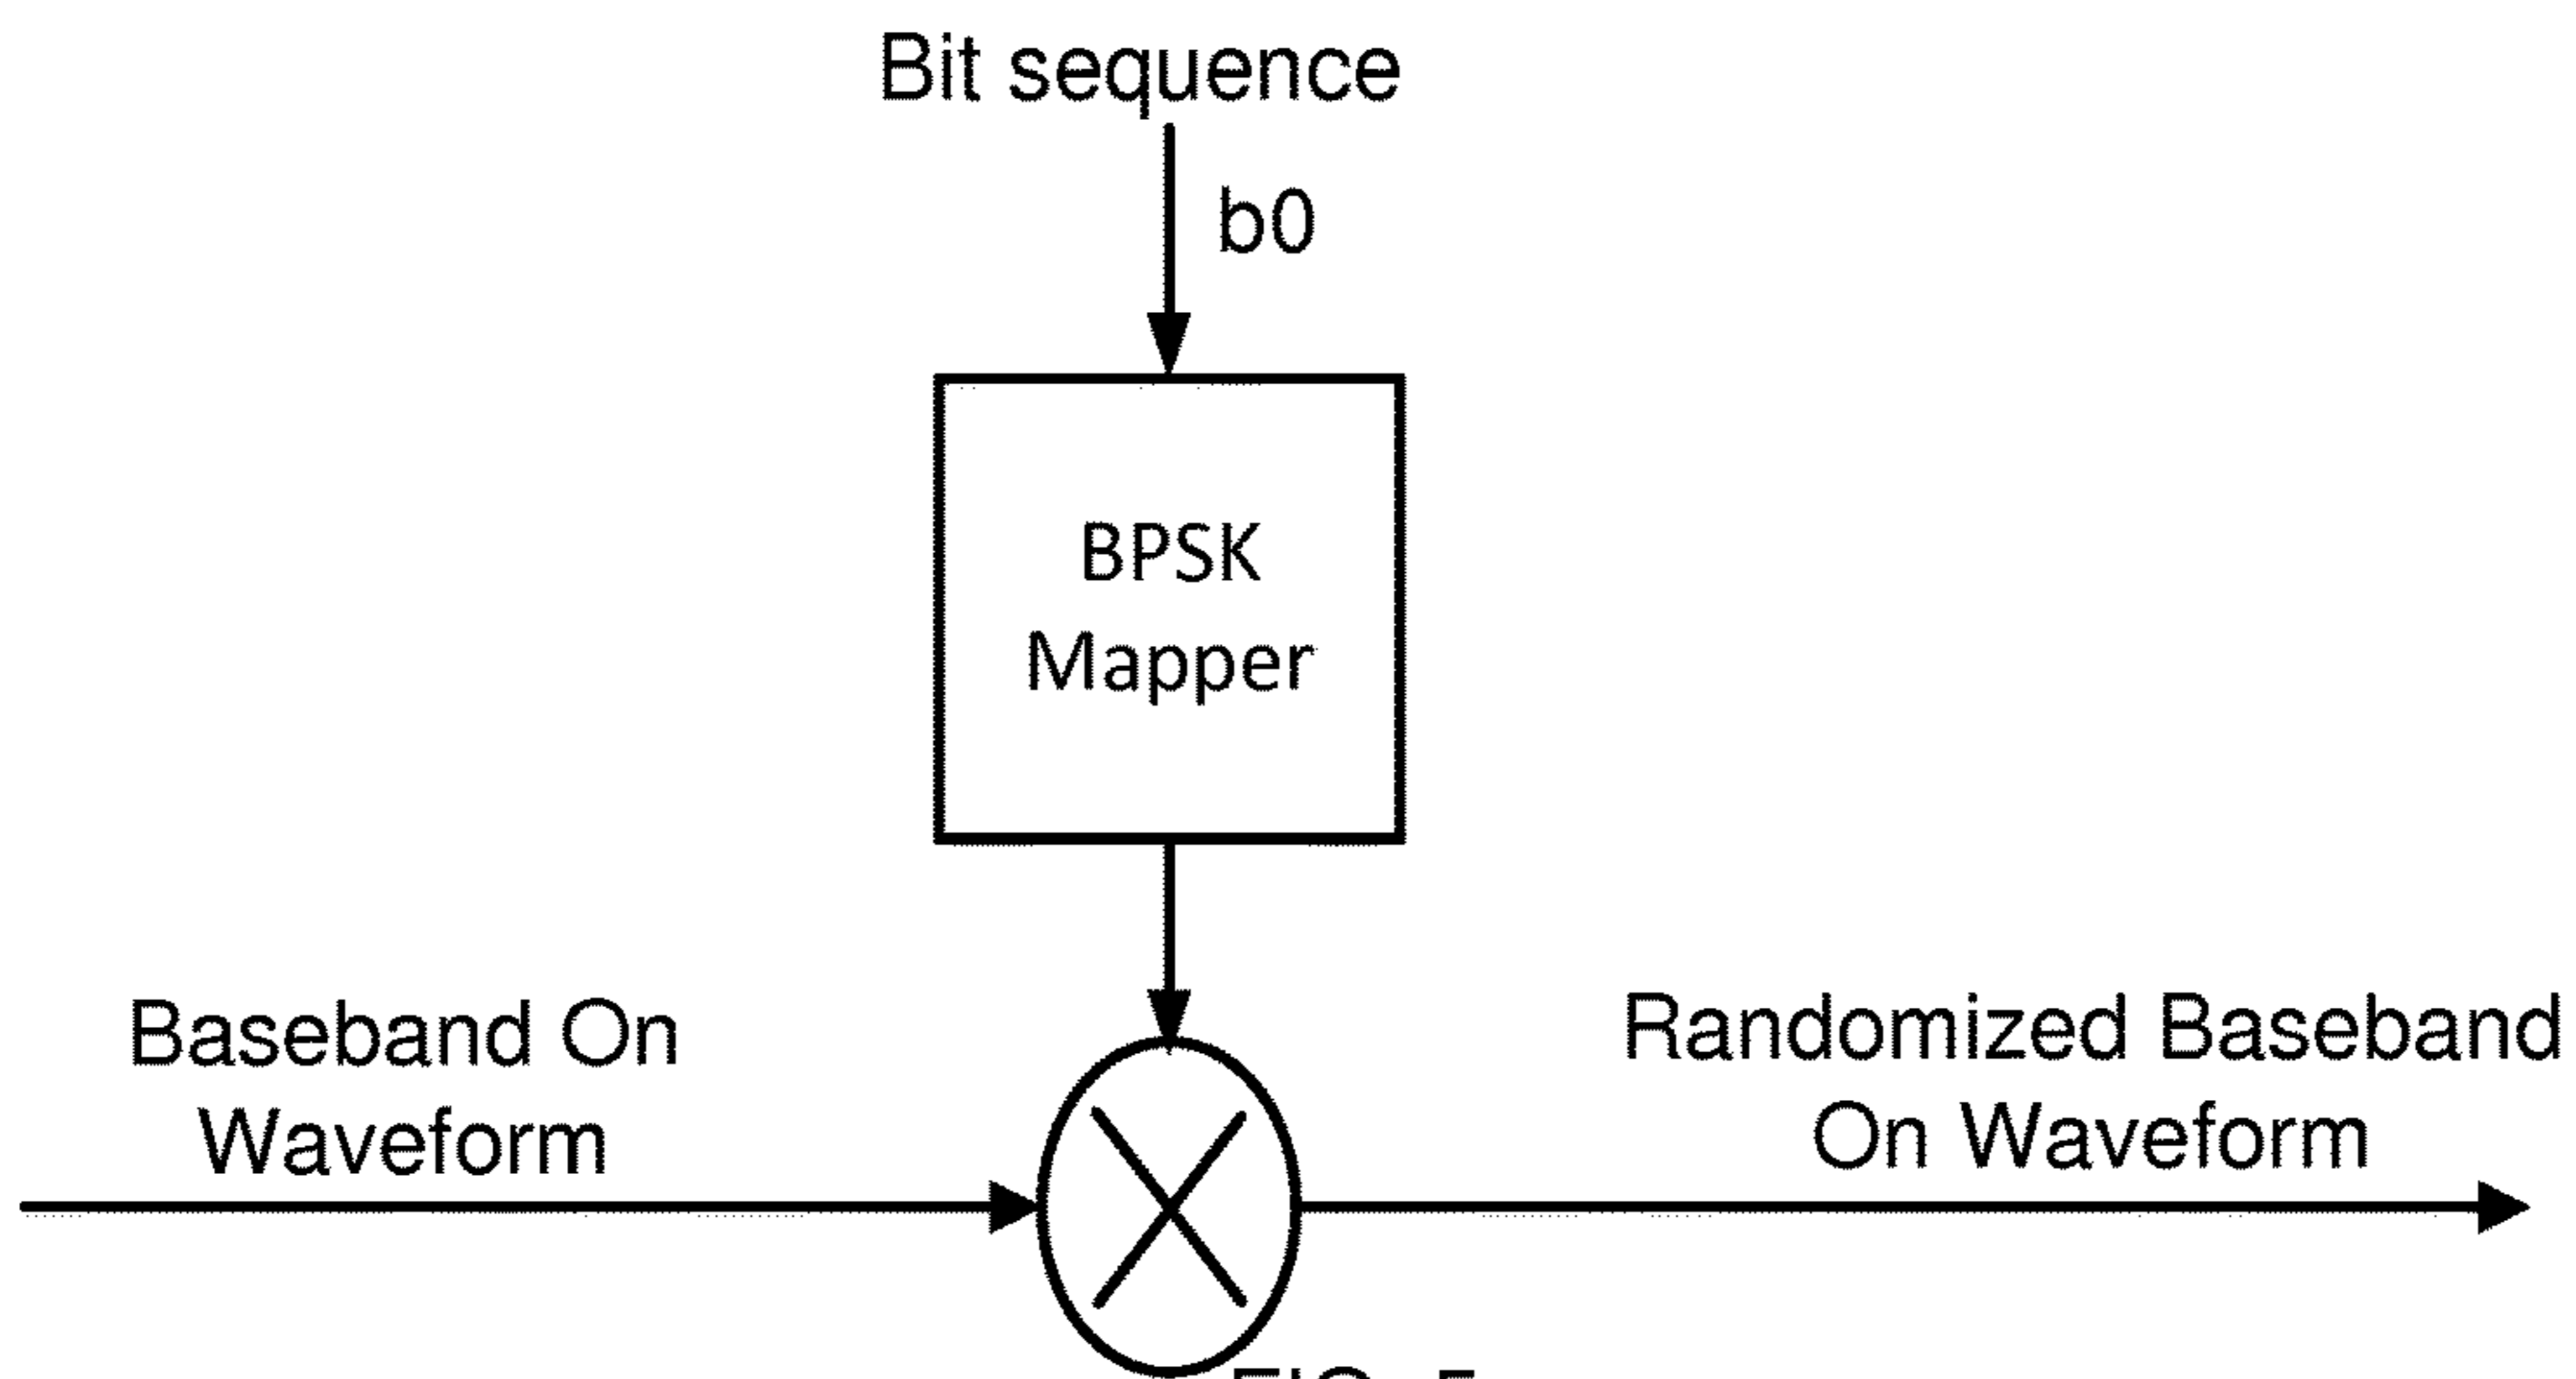 Bit sequence
b0
BPSK
Mapper
Baseband On
Waveform
Randomized Baseband
On Waveform